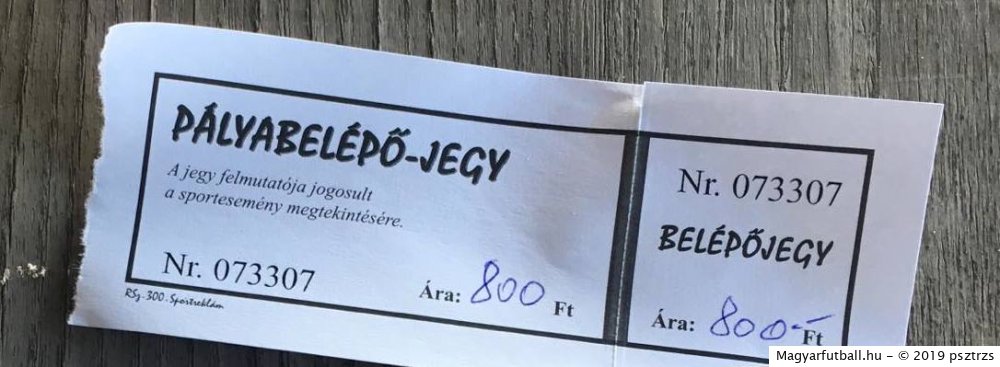 PÁLYABELÉPŐ-JEGY
A jegy felmutatója jogosult
a sportesemény megtekintésére.
Nr. 073307
Ára: 800 Ft
RSz - 300 - Sportreklám
Nr. 073307
BELÉPŐJEGY
Ára: 800- Ft
Magyarfutball.hu - © 2019 psztrzs